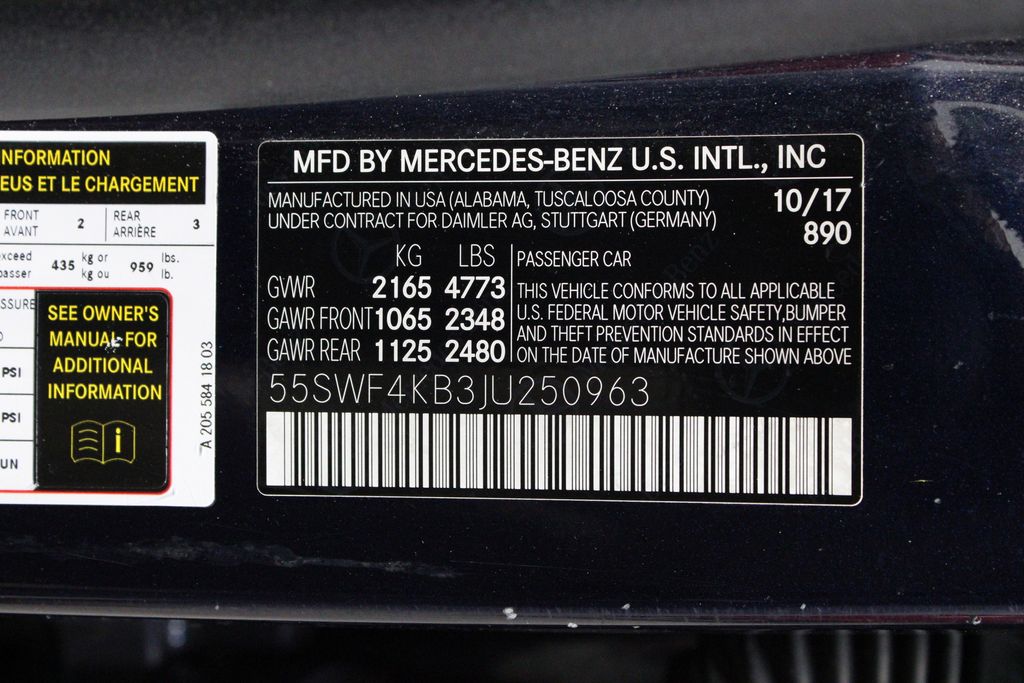 NFORMATION
EUS ET LE CHARGEMENT
FRONT
AVANT
2
REAR
ARRIÈRE
3
xceed
passer
435
kg or
kg ou
959
lbs.
lb.
SSURE
PSI
PSI
UN
SEE OWNER'S
MANUAL FOR
ADDITIONAL
INFORMATION
A 205 584 18 03
MFD BY MERCEDES-BENZ U.S. INTL., INC
MANUFACTURED IN USA (ALABAMA, TUSCALOOSA COUNTY) 10/17
UNDER CONTRACT FOR DAIMLER AG, STUTTGART (GERMANY) 890
KG LBS
GVWR 2165 4773
GAWR FRONT 1065 2348
GAWR REAR 1125 2480
PASSENGER CAR
THIS VEHICLE CONFORMS TO ALL APPLICABLE
U.S. FEDERAL MOTOR VEHICLE SAFETY,BUMPER
AND THEFT PREVENTION STANDARDS IN EFFECT
ON THE DATE OF MANUFACTURE SHOWN ABOVE
55SWF4KB3JU250963